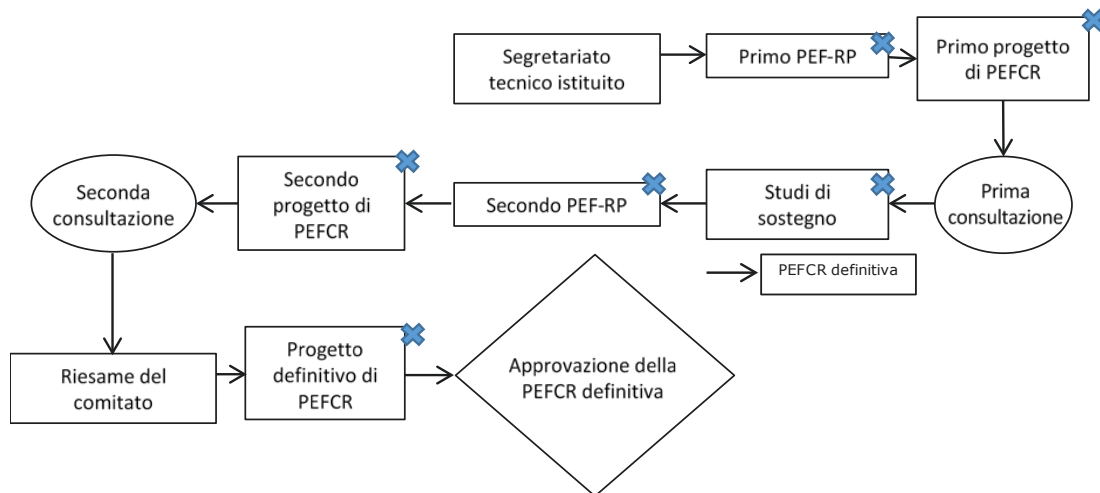 Segretariato
tecnico istituito
Primo PEF-RP
Primo progetto
di PEFCR
Prima
consultazione
Studi di
sostegno
Secondo PEF-RP
Secondo
progetto di
PEFCR
Seconda
consultazione
Riesame del
comitato
Progetto
definitivo di
PEFCR
Approvazione della
PEFCR definitiva
PEFCR definitiva